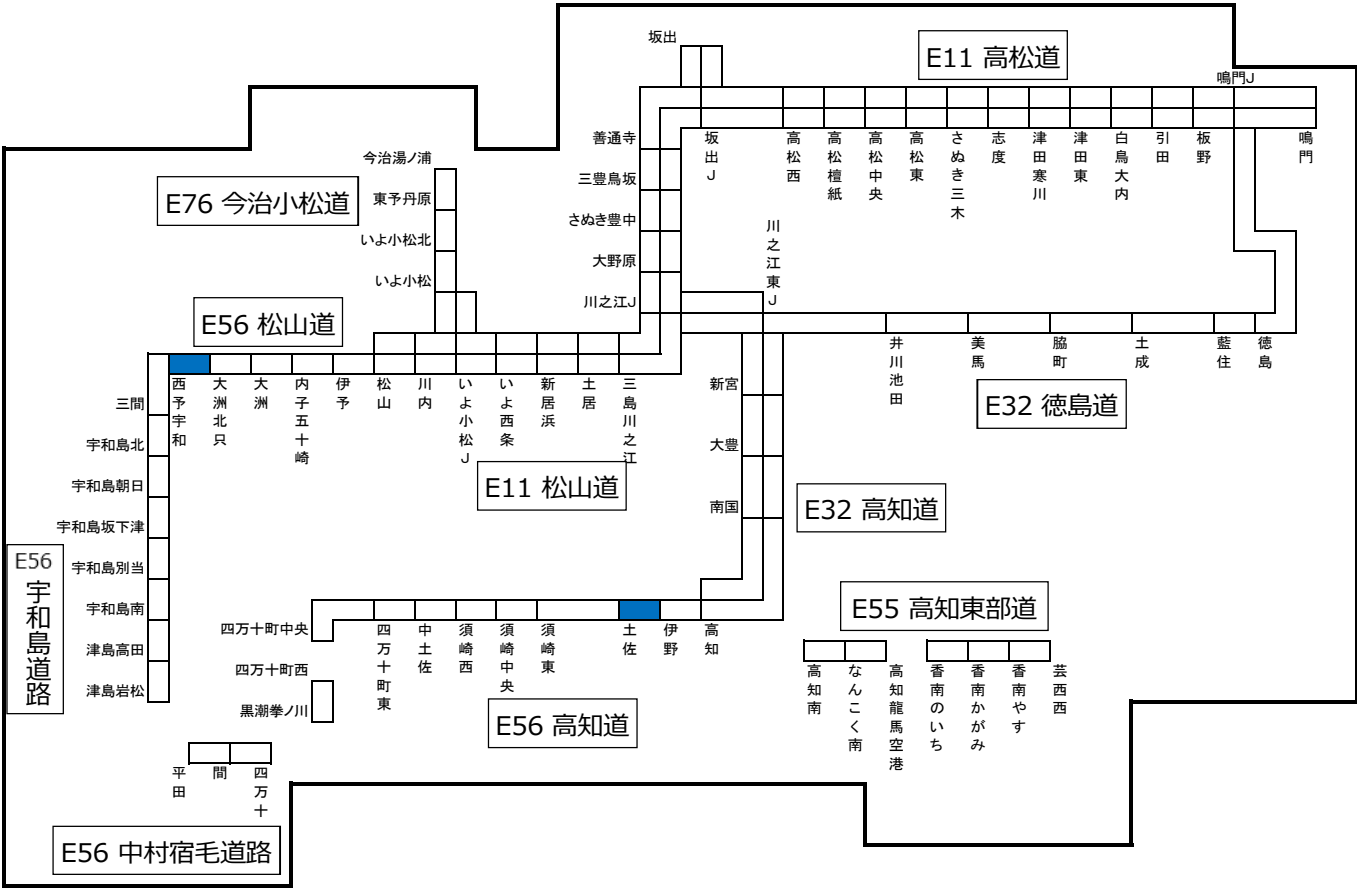 坂出
E11 高松道
鳴門J
善通寺
三豊鳥坂
さぬき豊中
大野原
川之江J
坂出J
高松西
高松檀紙
高松中央
高松東
さぬき三木
志度
津田寒川
津田東
白鳥大内
引田
板野
鳴門
今治湯ノ浦
東予丹原
いよ小松北
いよ小松
E76 今治小松道
川之江東J
E56 松山道
西予宇和
大洲北只
大洲
内子五十崎
伊予
松山
川内
いよ小松J
いよ西条
新居浜
土居
三島川之江
E11 松山道
井川池田
美馬
脇町
土成
藍住
徳島
E32 徳島道
新宮
大豊
南国
E32 高知道
三間
宇和島北
宇和島朝日
宇和島坂下津
宇和島別当
宇和島南
津島高田
津島岩松
E56
宇和島道路
四万十町中央
四万十町西
黒潮拳ノ川
四万十町東
中土佐
須崎西
須崎中央
須崎東
土佐
伊野
高知
E56 高知道
E55 高知東部道
高知南
なんこく南
高知龍馬空港
香南のいち
香南かがみ
香南やす
芸西西
平田
間
四万十
E56 中村宿毛道路